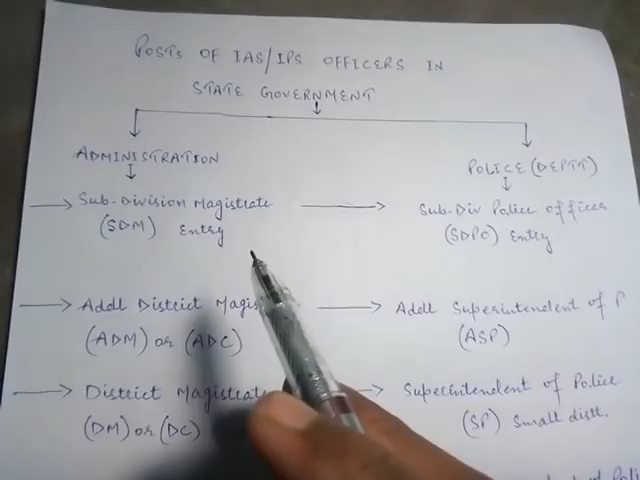 POSTS OF IAS/IPS OFFICERS IN
STATE GOVERNMENT
ADMINISTRATION
POLICE (DEPTT)
Sub-Division Magistrate
Sub-Div Police officer
(SDM) Entry
(SDPO) Entry
Addl District Magis
Addl Superintendent of P
(ADM) or (ADC)
(ASP)
District Magistrate
Superintendent of Police
(DM) or (DC)
(SP) Small distt.